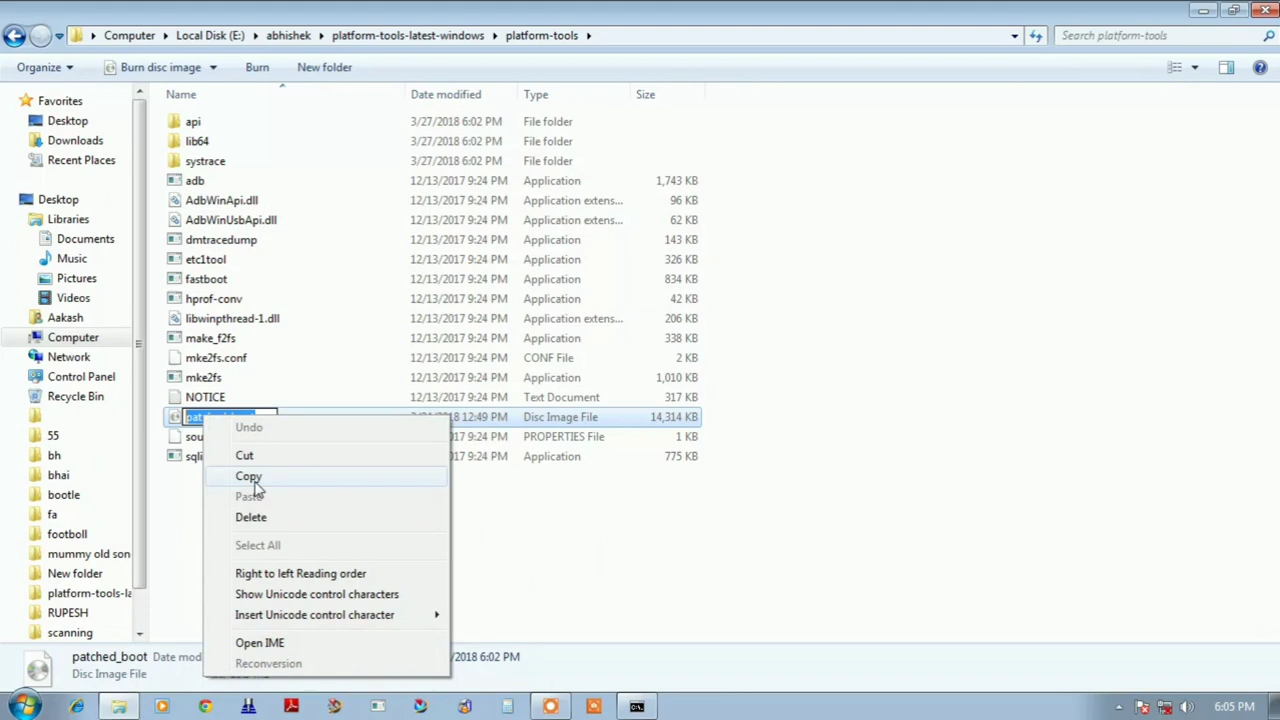 Computer Local Disk (E:) abhishek platform-tools-latest-windows platform-tools Search platform-tools
Organize Burn disc image Burn New folder
Name Date modified Type Size
Favorites
Desktop
Downloads
Recent Places
Desktop
Libraries
Documents
Music
Pictures
Videos
Aakash
Computer
Network
Control Panel
Recycle Bin
55
bh
bhai
bootle
fa
footboll
mummy old son
New folder
platform-tools-la
RUPESH
scanning
api 3/27/2018 6:02 PM File folder
lib64 3/27/2018 6:02 PM File folder
systrace 3/27/2018 6:02 PM File folder
adb 12/13/2017 9:24 PM Application 1,743 KB
AdbWinApi.dll 12/13/2017 9:24 PM Application extens... 96 KB
AdbWinUsbApi.dll 12/13/2017 9:24 PM Application extens... 62 KB
dmtracedump 12/13/2017 9:24 PM Application 143 KB
etc1tool 12/13/2017 9:24 PM Application 326 KB
fastboot 12/13/2017 9:24 PM Application 834 KB
hprof-conv 12/13/2017 9:24 PM Application 42 KB
libwinpthread-1.dll 12/13/2017 9:24 PM Application extens... 206 KB
make_f2fs 12/13/2017 9:24 PM Application 338 KB
mke2fs.conf 12/13/2017 9:24 PM CONF File 2 KB
mke2fs 12/13/2017 9:24 PM Application 1,010 KB
NOTICE 12/13/2017 9:24 PM Text Document 317 KB
12:49 PM Disc Image File 14,314 KB
sou PROPERTIES File 1 KB
sqli Application 775 KB
Undo
Cut
Copy
Paste
Delete
Select All
Right to left Reading order
Show Unicode control characters
Insert Unicode control character
Open IME
Reconversion
patched_boot Date mod /2018 6:02 PM
Disc Image File
6:05 PM